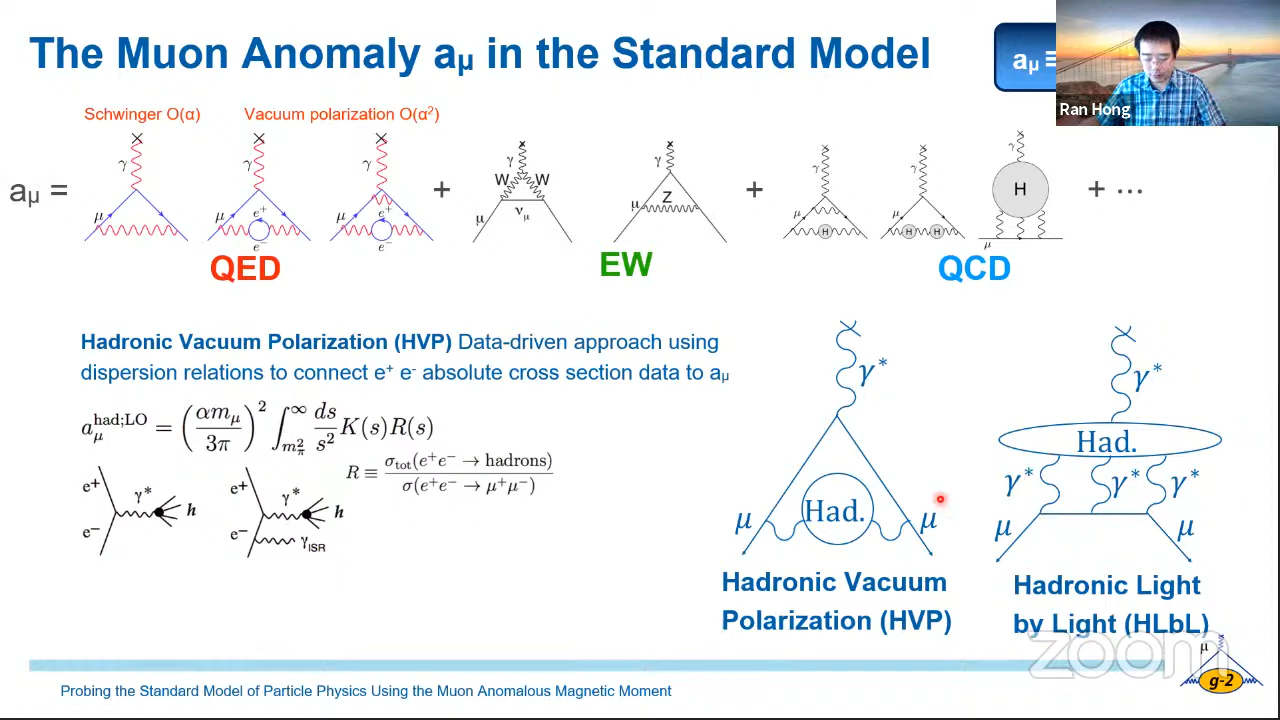 The Muon Anomaly aμ in the Standard Model
aμ ≡
Ran Hong
Schwinger O(α)
Vacuum polarization O(α²)
aμ =
γ
μ
γ
μ
e⁺
e⁻
γ
μ
e⁺
e⁻
QED
+
γ
W W
μ
νμ
γ
Z
μ
EW
+
γ
μ
H
γ
μ
H H
γ
H
μ
QCD
+ ···
Hadronic Vacuum Polarization (HVP) Data-driven approach using
dispersion relations to connect e⁺ e⁻ absolute cross section data to aμ
a_μ^{had;LO} = (αm_μ / 3π)² ∫_{m_π²}^{∞} ds/s² K(s)R(s)
R ≡ σ_tot(e⁺e⁻ → hadrons) / σ(e⁺e⁻ → μ⁺μ⁻)
e+
γ*
h
e−
e+
γ*
h
e−
γISR
γ*
Had.
μ μ
Hadronic Vacuum
Polarization (HVP)
γ*
Had.
γ* γ* γ*
μ μ
Hadronic Light
by Light (HLbL)
zoom
μ
g-2
Probing the Standard Model of Particle Physics Using the Muon Anomalous Magnetic Moment